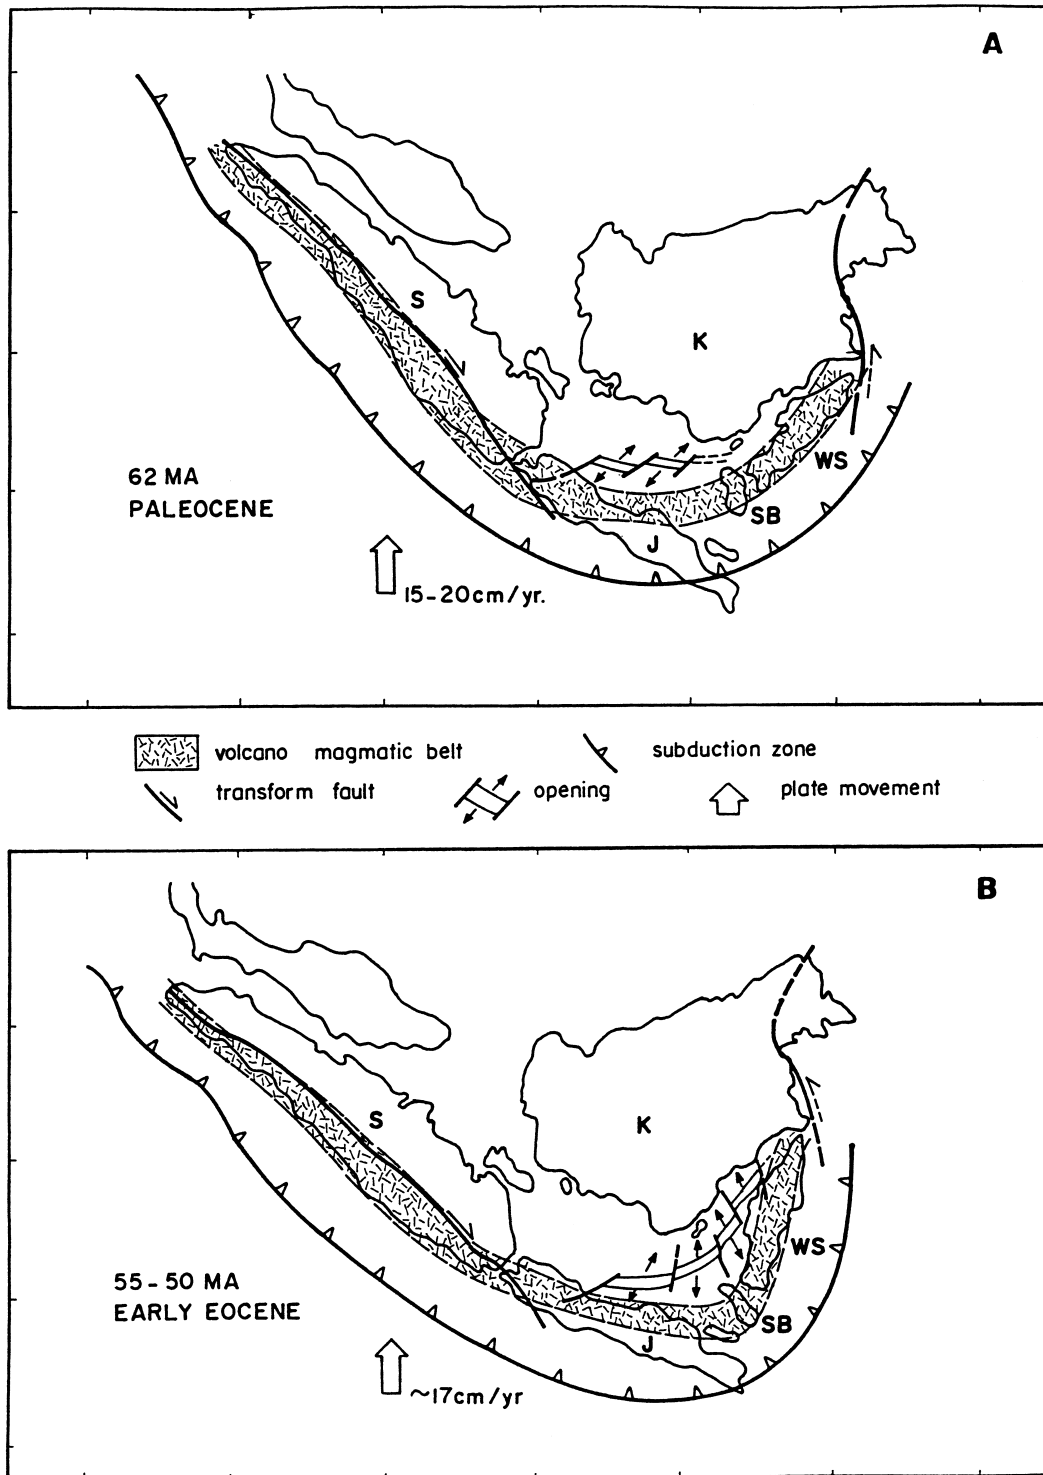 A
S
K
WS
SB
J
62 MA
PALEOCENE
15-20cm/yr.
volcano magmatic belt
subduction zone
transform fault
opening
plate movement
B
S
K
WS
SB
J
55-50 MA
EARLY EOCENE
~17cm/yr